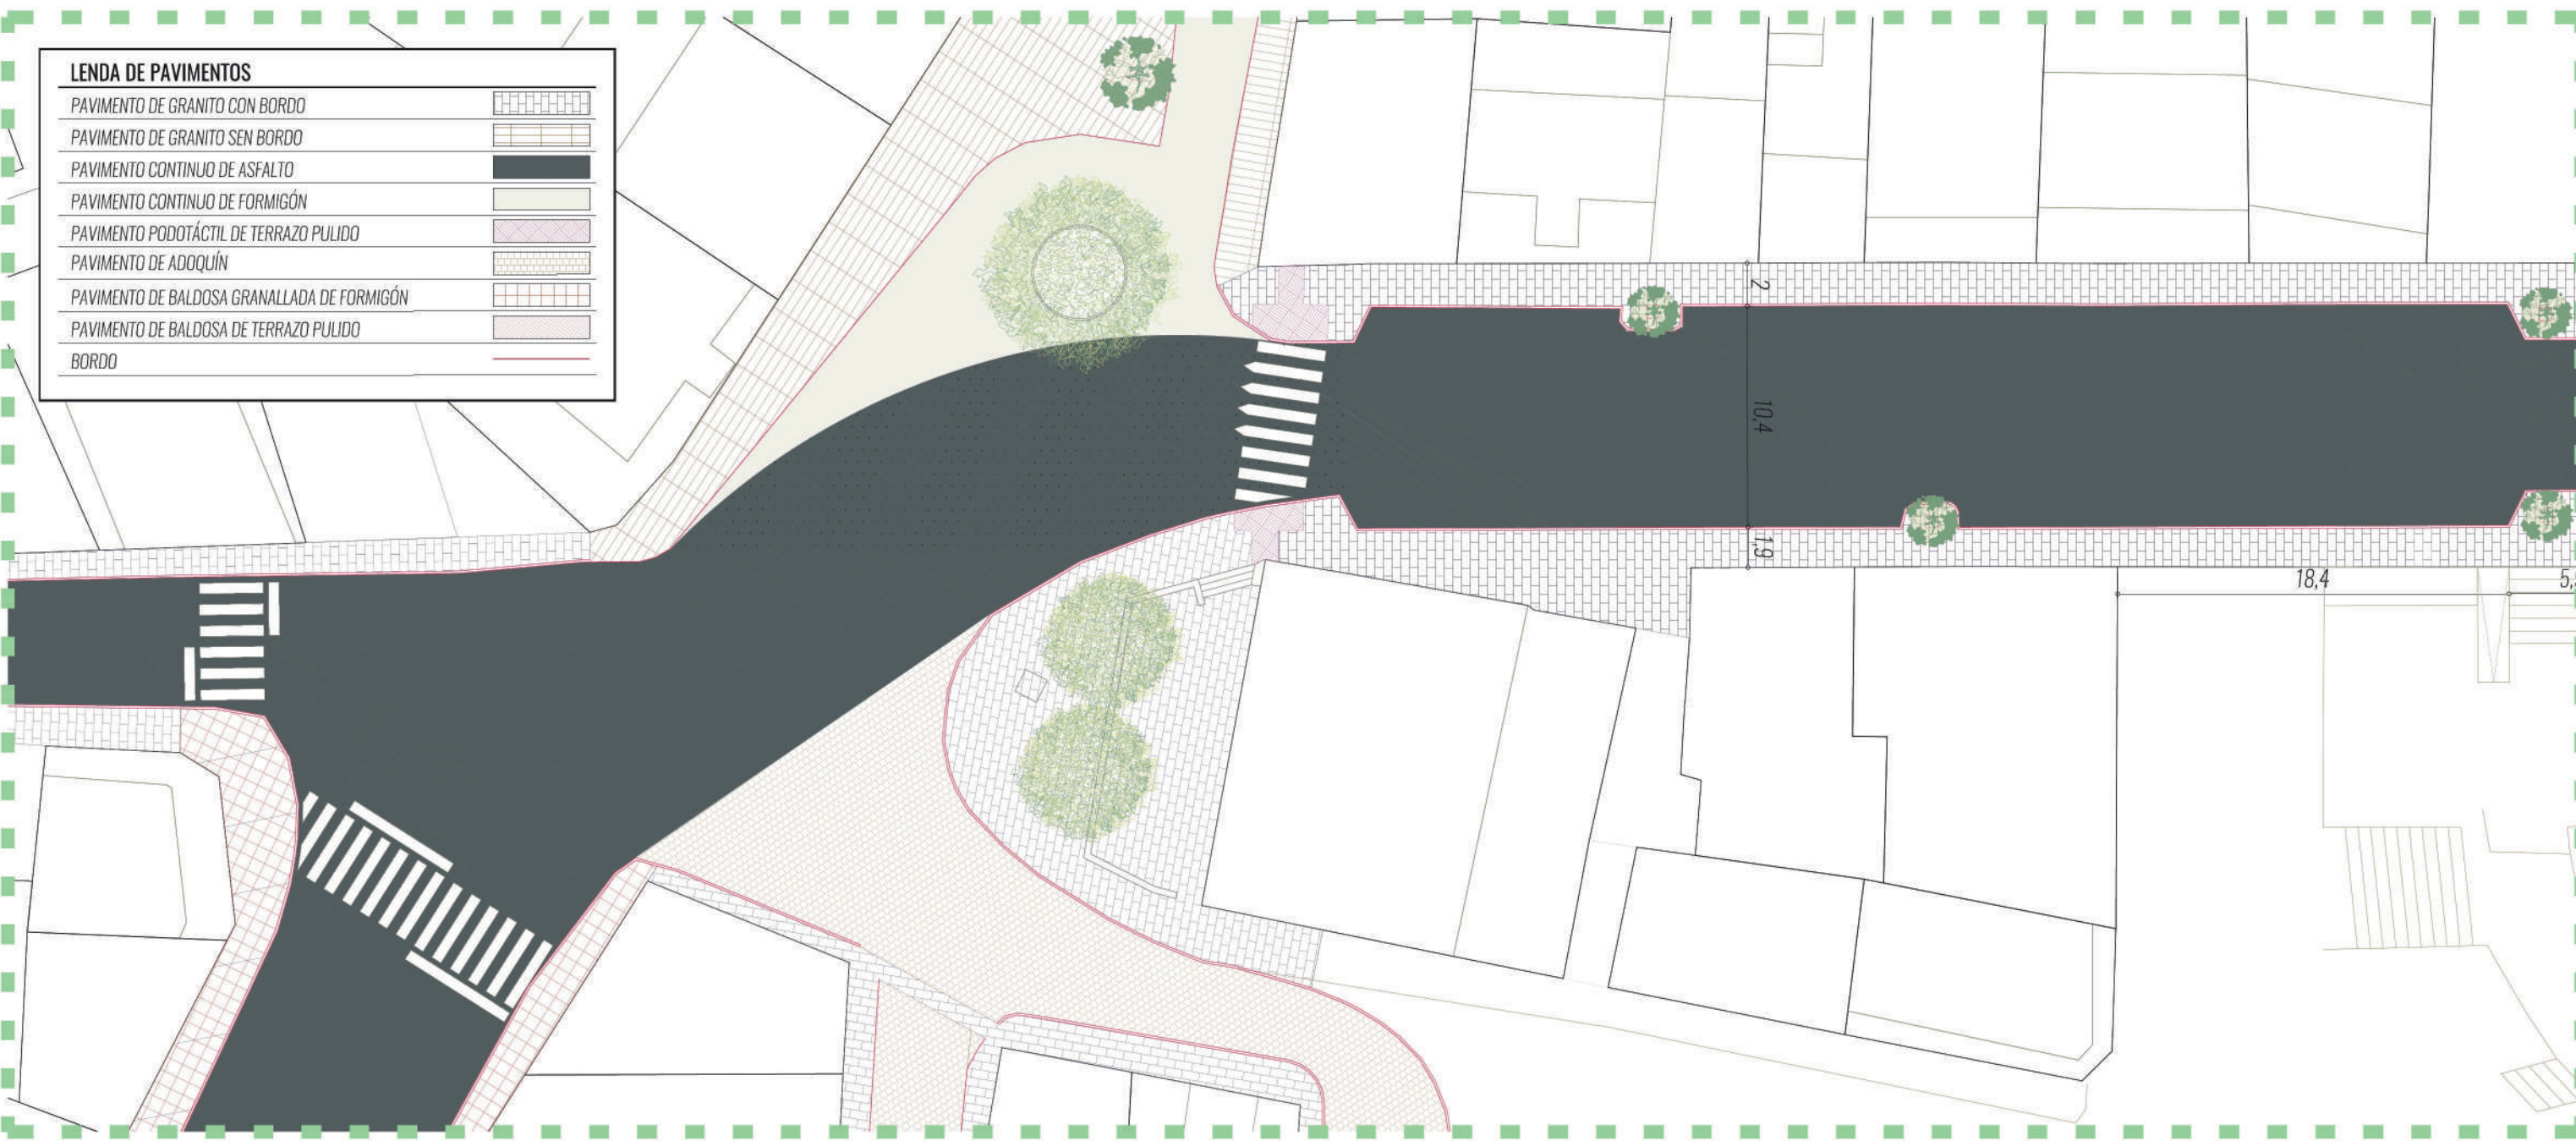 LENDA DE PAVIMENTOS
PAVIMENTO DE GRANITO CON BORDO
PAVIMENTO DE GRANITO SEN BORDO
PAVIMENTO CONTINUO DE ASFALTO
PAVIMENTO CONTINUO DE FORMIGÓN
PAVIMENTO PODOTÁCTIL DE TERRAZO PULIDO
PAVIMENTO DE ADOQUÍN
PAVIMENTO DE BALDOSA GRANALLADA DE FORMIGÓN
PAVIMENTO DE BALDOSA DE TERRAZO PULIDO
BORDO
2
10,4
1,9
18,4